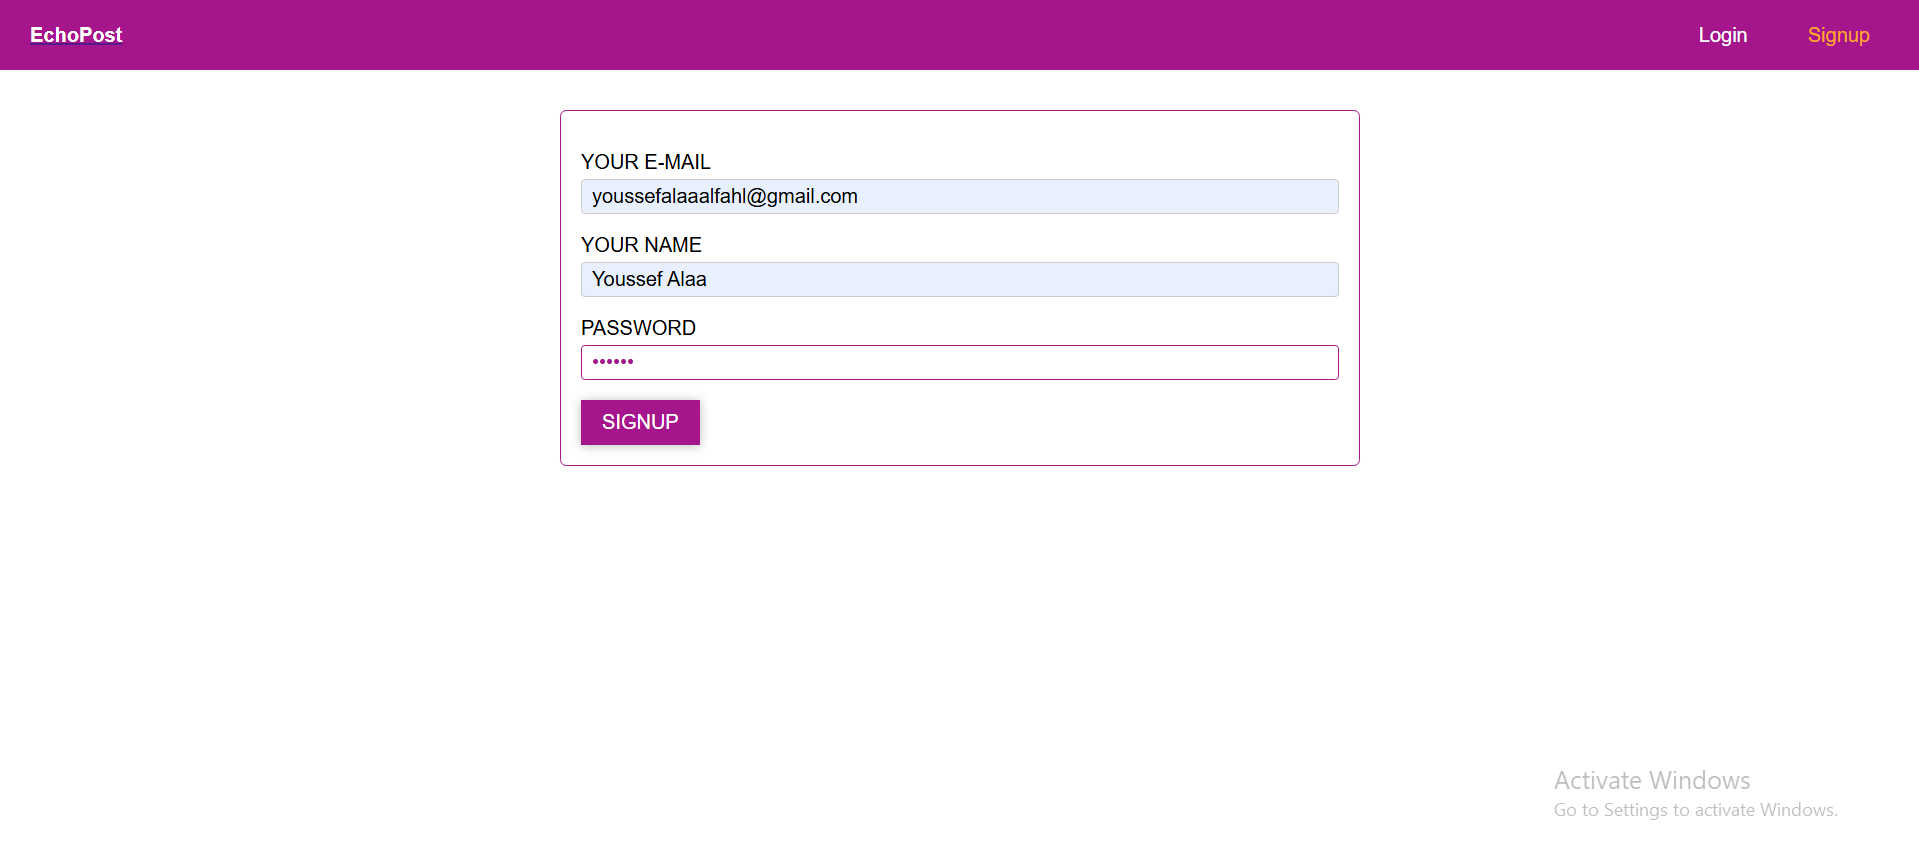 EchoPost
Login
Signup
YOUR E-MAIL
youssefalaaalfahl@gmail.com
YOUR NAME
Youssef Alaa
PASSWORD
••••••
SIGNUP
Activate Windows
Go to Settings to activate Windows.